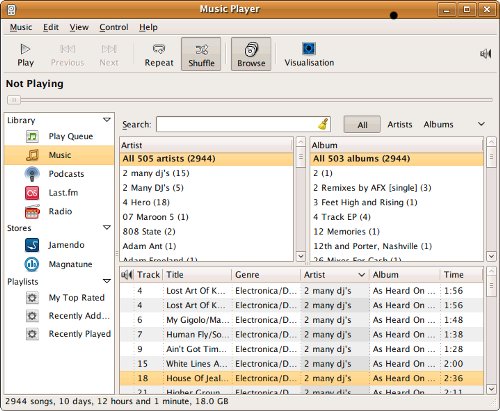 Music Player
Music Edit View Control Help
Play Previous Next Repeat Shuffle Browse Visualisation
Not Playing
Library
Play Queue
Music
Podcasts
Last.fm
Radio
Stores
Jamendo
Magnatune
Playlists
My Top Rated
Recently Add...
Recently Played
Search: All Artists Albums
Artist
All 505 artists (2944)
2 many dj's (15)
2 Many DJ's (5)
4 Hero (18)
07 Maroon 5 (1)
808 State (2)
Adam Ant (1)
Adam Freeland (1)
Album
All 503 albums (2944)
2 (1)
2 Remixes by AFX [single] (3)
3 Feet High and Rising (1)
4 Track EP (4)
12 Memories (1)
12th and Porter, Nashville (1)
26 Mixes For Cash (1)
Track Title Genre Artist Album Time
4 Lost Art Of K... Electronica/D... 2 many dj's As Heard On ... 1:56
4 Lost Art Of K... Electronica/D... 2 many dj's As Heard On ... 1:56
6 My Gigolo/Ma... Electronica/D... 2 many dj's As Heard On ... 1:48
7 Human Fly/So... Electronica/D... 2 many dj's As Heard On ... 1:38
9 Ain't Got Tim... Electronica/D... 2 many dj's As Heard On ... 1:28
15 White Lines A... Electronica/D... 2 many dj's As Heard On ... 2:00
18 House Of Jeal... Electronica/D... 2 many dj's As Heard On ... 2:36
21 Higher Groun... Electronica/D... 2 many dj's As Heard On ... 1:51
2944 songs, 10 days, 12 hours and 1 minute, 18.0 GB